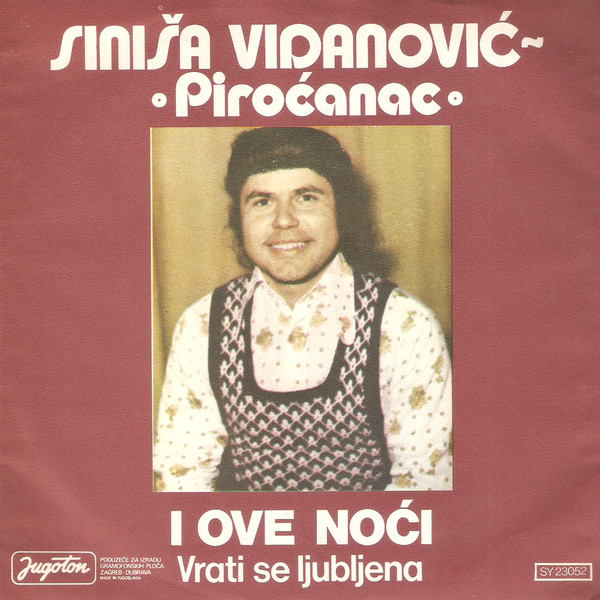 SINIŠA VIDANOVIĆ~
• Piroćanac •
I OVE NOĆI
Vrati se ljubljena
Jugoton
PODUZEĆE ZA IZRADU
GRAMOFONSKIH PLOČA
ZAGREB - DUBRAVA
MADE IN YUGOSLAVIA
SY 23052